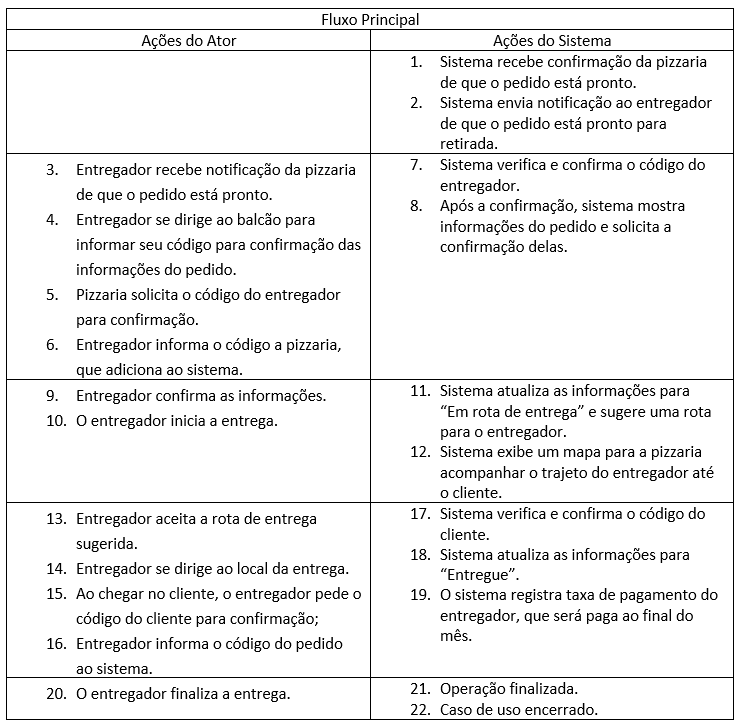 Fluxo Principal
Ações do Ator
Ações do Sistema
1. Sistema recebe confirmação da pizzaria
de que o pedido está pronto.
2. Sistema envia notificação ao entregador
de que o pedido está pronto para
retirada.
3. Entregador recebe notificação da pizzaria
de que o pedido está pronto.
4. Entregador se dirige ao balcão para
informar seu código para confirmação das
informações do pedido.
5. Pizzaria solicita o código do entregador
para confirmação.
6. Entregador informa o código a pizzaria,
que adiciona ao sistema.
7. Sistema verifica e confirma o código do
entregador.
8. Após a confirmação, sistema mostra
informações do pedido e solicita a
confirmação delas.
9. Entregador confirma as informações.
10. O entregador inicia a entrega.
11. Sistema atualiza as informações para
“Em rota de entrega” e sugere uma rota
para o entregador.
12. Sistema exibe um mapa para a pizzaria
acompanhar o trajeto do entregador até
o cliente.
13. Entregador aceita a rota de entrega
sugerida.
14. Entregador se dirige ao local da entrega.
15. Ao chegar no cliente, o entregador pede o
código do cliente para confirmação;
16. Entregador informa o código do pedido
ao sistema.
17. Sistema verifica e confirma o código do
cliente.
18. Sistema atualiza as informações para
“Entregue”.
19. O sistema registra taxa de pagamento do
entregador, que será paga ao final do
mês.
20. O entregador finaliza a entrega.
21. Operação finalizada.
22. Caso de uso encerrado.